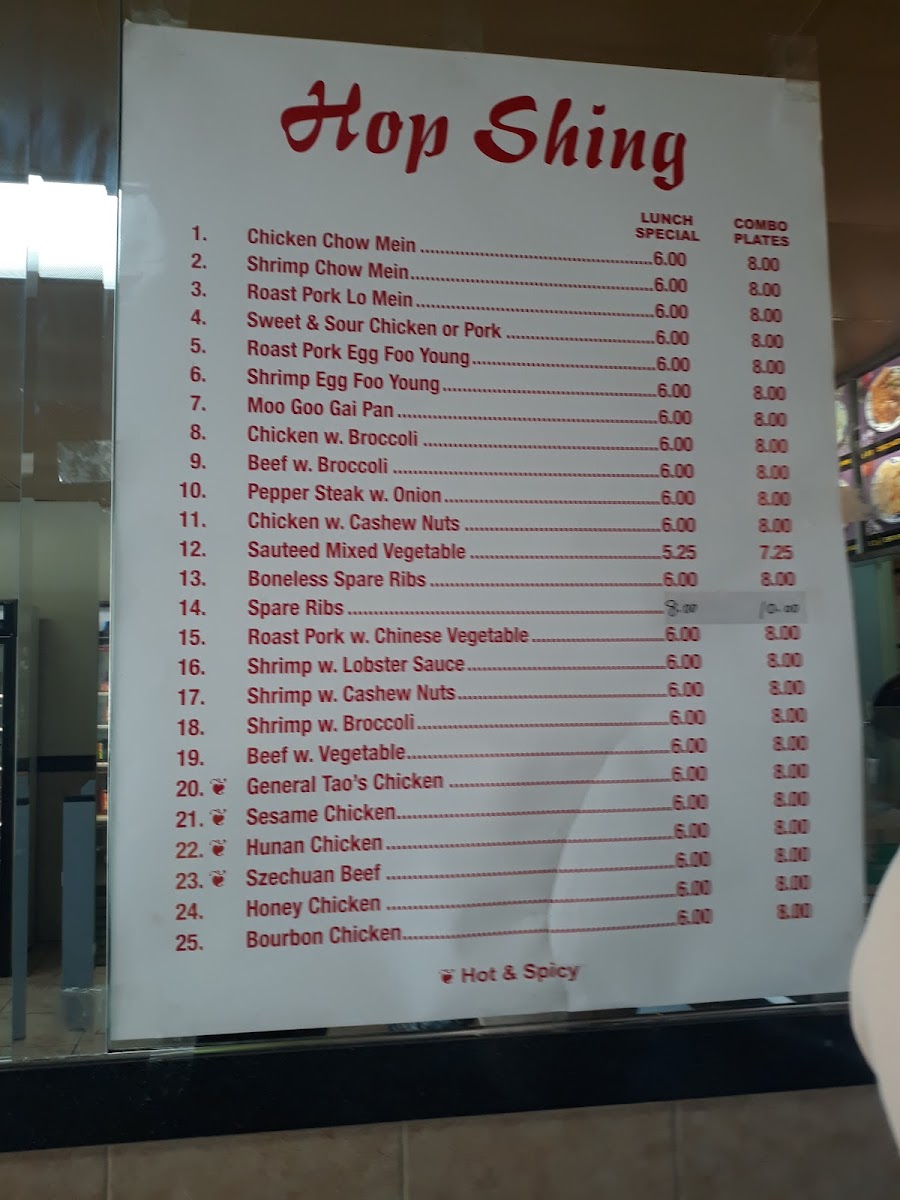 Hop Shing
LUNCH SPECIAL COMBO PLATES
1. Chicken Chow Mein 6.00 8.00
2. Shrimp Chow Mein 6.00 8.00
3. Roast Pork Lo Mein 6.00 8.00
4. Sweet & Sour Chicken or Pork 6.00 8.00
5. Roast Pork Egg Foo Young 6.00 8.00
6. Shrimp Egg Foo Young 6.00 8.00
7. Moo Goo Gai Pan 6.00 8.00
8. Chicken w. Broccoli 6.00 8.00
9. Beef w. Broccoli 6.00 8.00
10. Pepper Steak w. Onion 6.00 8.00
11. Chicken w. Cashew Nuts 6.00 8.00
12. Sauteed Mixed Vegetable 5.25 7.25
13. Boneless Spare Ribs 6.00 8.00
14. Spare Ribs 8.00 10.00
15. Roast Pork w. Chinese Vegetable 6.00 8.00
16. Shrimp w. Lobster Sauce 6.00 8.00
17. Shrimp w. Cashew Nuts 6.00 8.00
18. Shrimp w. Broccoli 6.00 8.00
19. Beef w. Vegetable 6.00 8.00
20. General Tao's Chicken 6.00 8.00
21. Sesame Chicken 6.00 8.00
22. Hunan Chicken 6.00 8.00
23. Szechuan Beef 6.00 8.00
24. Honey Chicken 6.00 8.00
25. Bourbon Chicken 6.00 8.00
Hot & Spicy